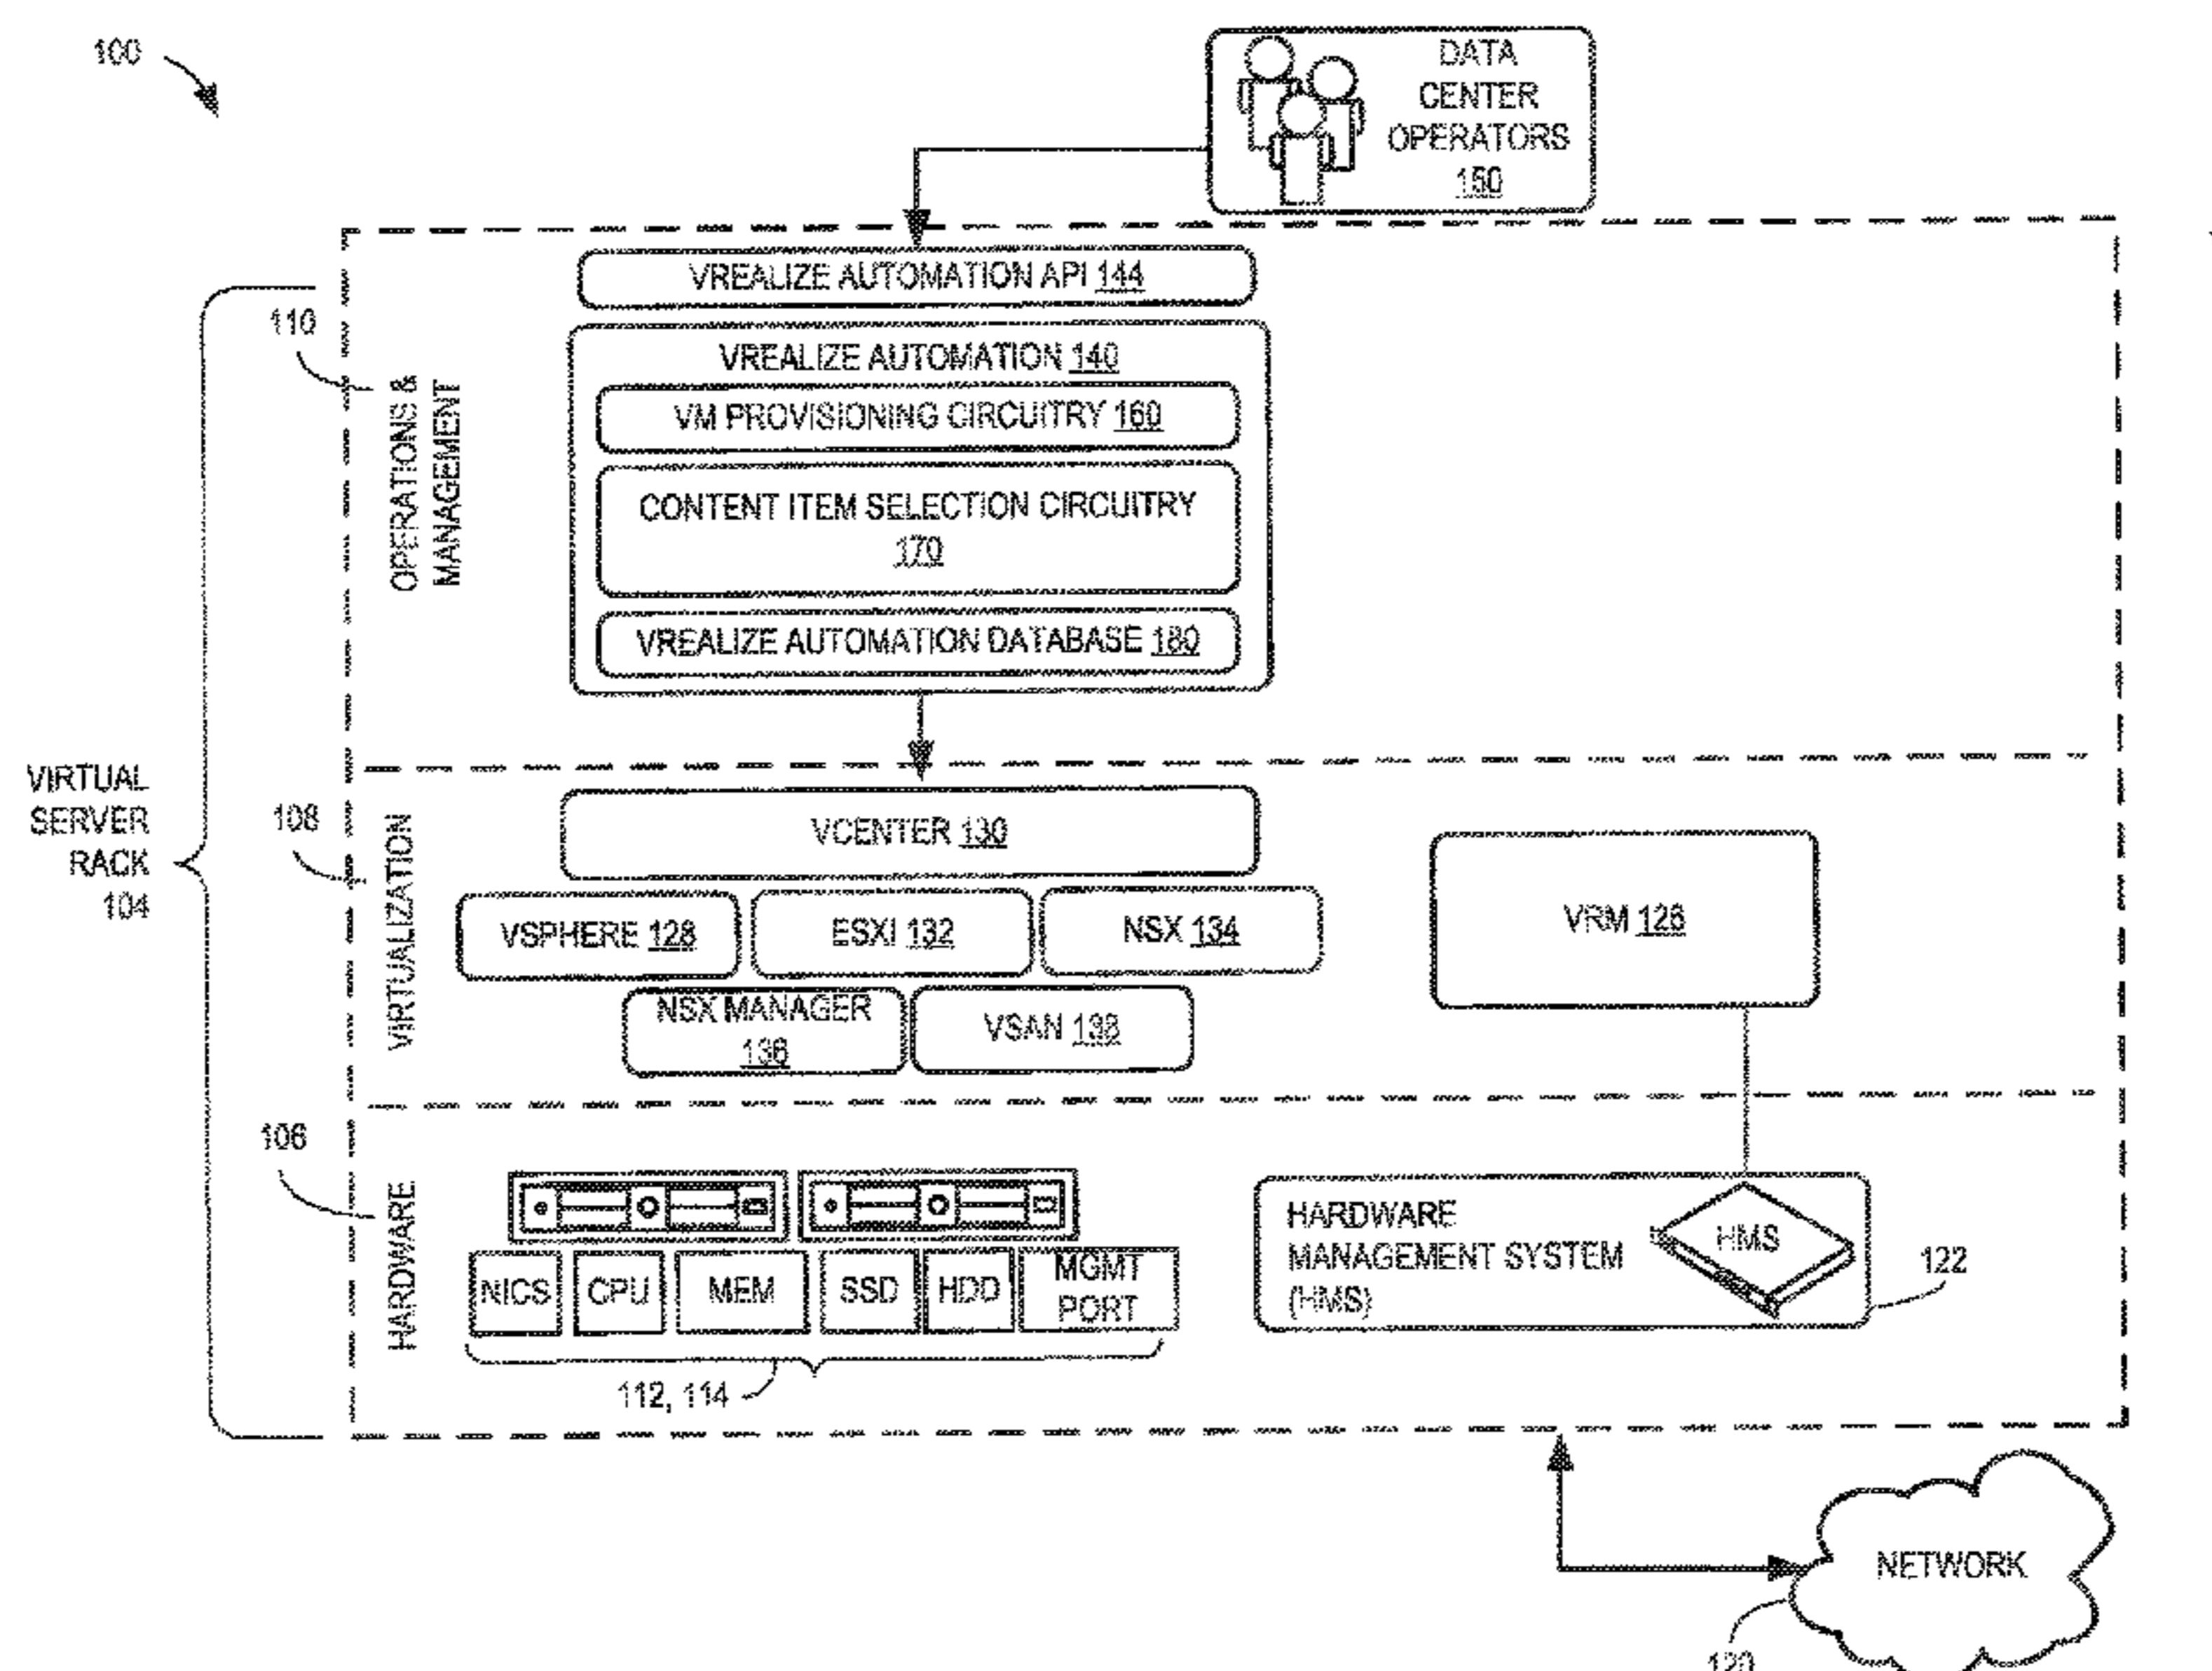 100
DATA
CENTER
OPERATORS
150
VREALIZE AUTOMATION API 144
110
OPERATIONS &
MANAGEMENT
VREALIZE AUTOMATION 140
VM PROVISIONING CIRCUITRY 160
CONTENT ITEM SELECTION CIRCUITRY
170
VREALIZE AUTOMATION DATABASE 180
VIRTUAL
SERVER
RACK
104
108
VIRTUALIZATION
VCENTER 130
VSPHERE 128
ESXI 132
NSX 134
VRM 126
NSX MANAGER
136
VSAN 138
106
HARDWARE
NICS
CPU
MEM
SSD
HDD
MGMT
PORT
112, 114
HARDWARE
MANAGEMENT SYSTEM
(HMS)
HMS
122
NETWORK
120